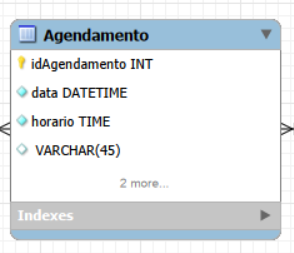 Agendamento
idAgendamento INT
data DATETIME
horario TIME
VARCHAR(45)
2 more...
Indexes